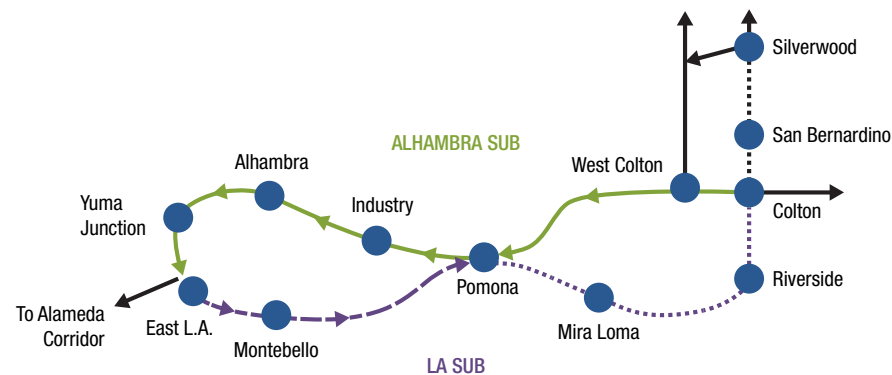 Silverwood
ALHAMBRA SUB
San Bernardino
Alhambra
West Colton
Yuma
Junction
Industry
Colton
Pomona
Riverside
To Alameda
Corridor
East L.A.
Montebello
Mira Loma
LA SUB